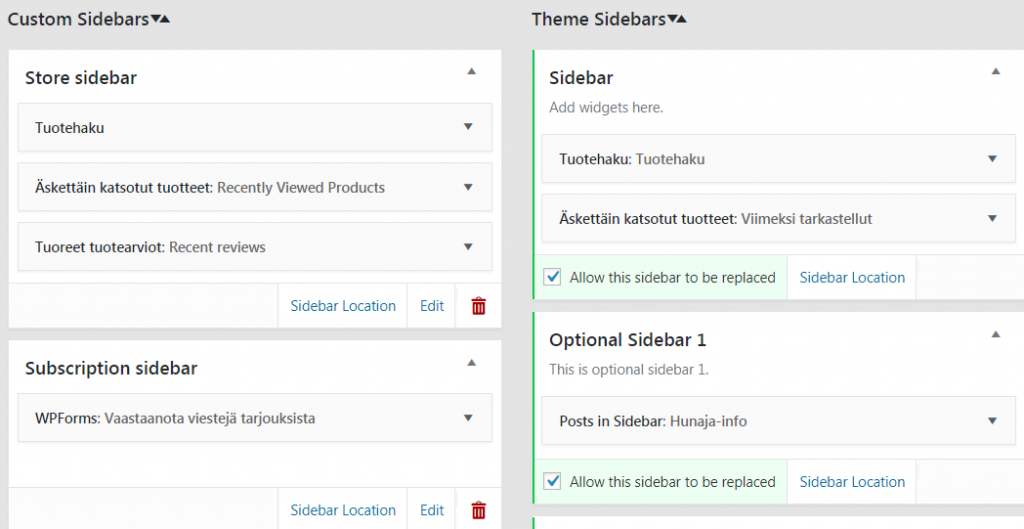 Custom Sidebars
Store sidebar
Tuotehaku
Äskettäin katsotut tuotteet: Recently Viewed Products
Tuoreet tuotearviot: Recent reviews
Sidebar Location
Edit
Subscription sidebar
WPForms: Vaastaanota viestejä tarjouksista
Sidebar Location
Edit
Theme Sidebars
Sidebar
Add widgets here.
Tuotehaku: Tuotehaku
Äskettäin katsotut tuotteet: Viimeksi tarkastellut
Allow this sidebar to be replaced
Sidebar Location
Optional Sidebar 1
This is optional sidebar 1.
Posts in Sidebar: Hunaja-info
Allow this sidebar to be replaced
Sidebar Location